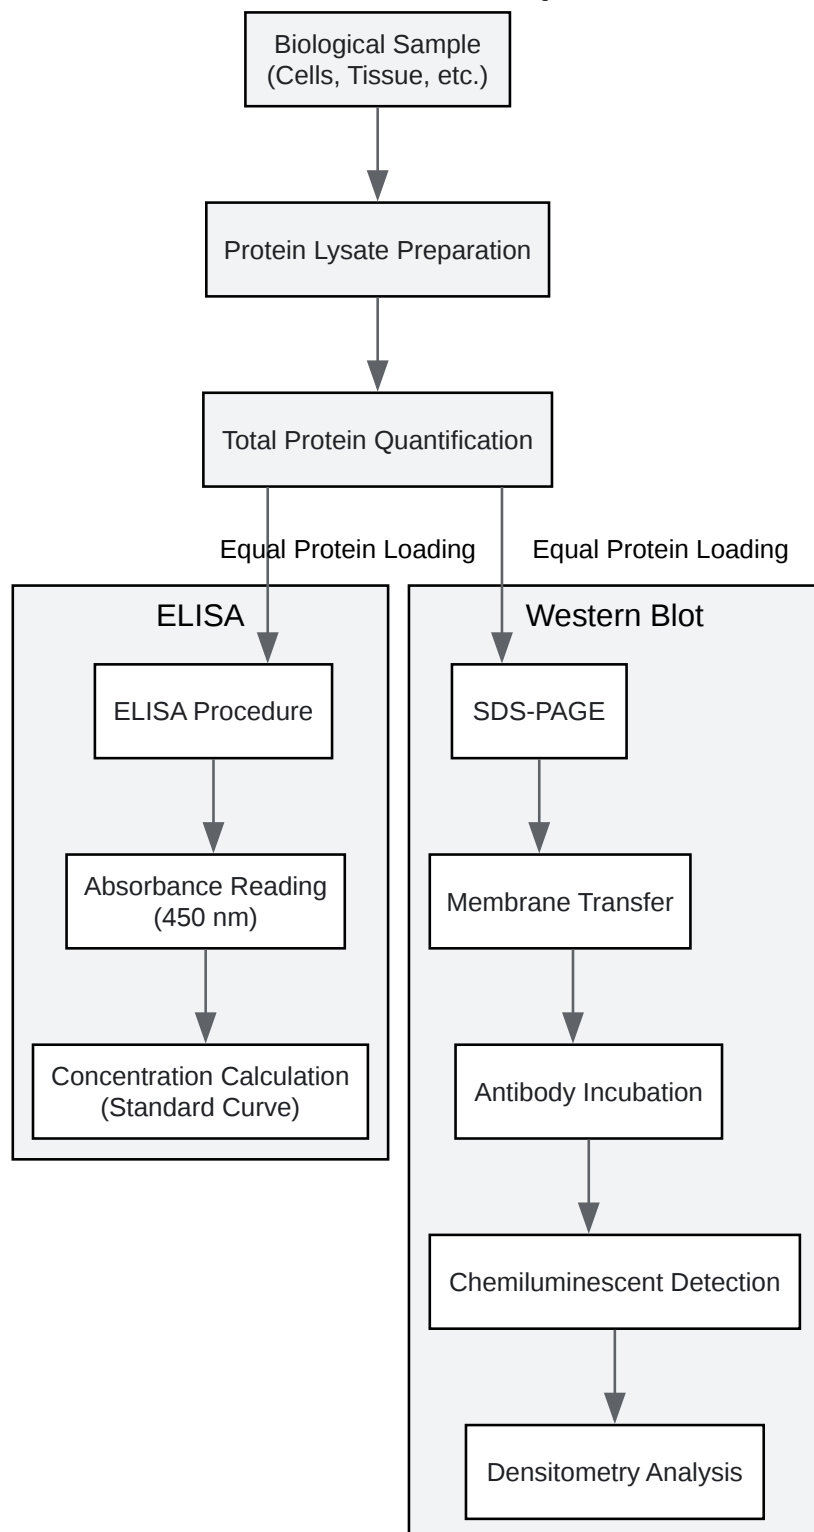 Biological Sample
(Cells, Tissue, etc.)
Protein Lysate Preparation
Total Protein Quantification
Equal Protein Loading
Equal Protein Loading
ELISA
ELISA Procedure
Absorbance Reading
(450 nm)
Concentration Calculation
(Standard Curve)
Western Blot
SDS-PAGE
Membrane Transfer
Antibody Incubation
Chemiluminescent Detection
Densitometry Analysis